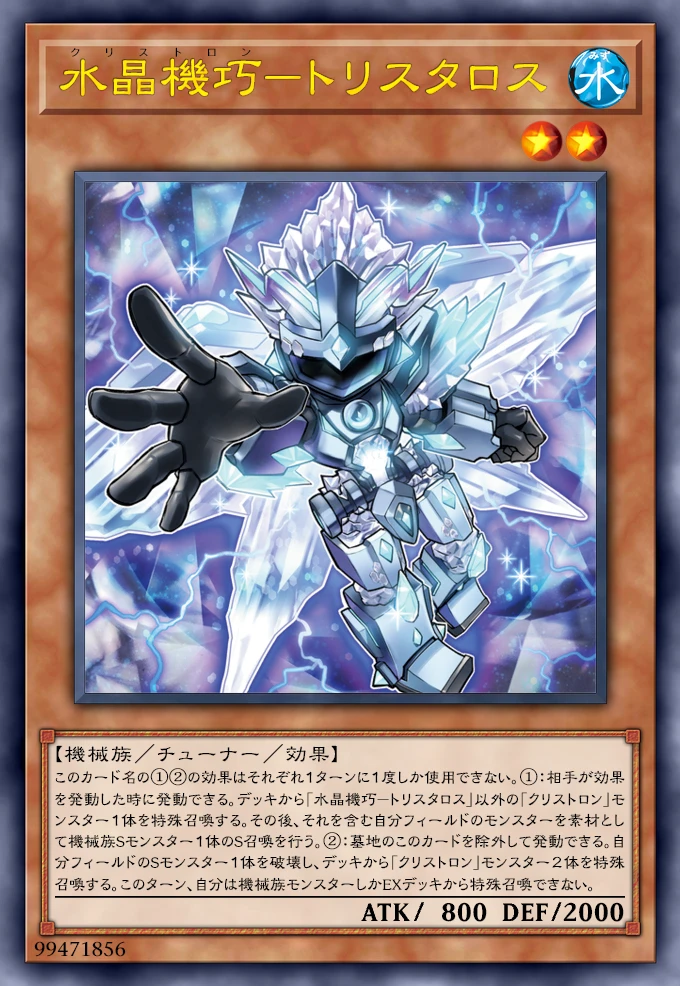 クリストロン
水晶機巧ートリスタロス
みず
水
【機械族／チューナー／効果】
このカード名の①②の効果はそれぞれ1ターンに1度しか使用できない。①：相手が効果
を発動した時に発動できる。デッキから「水晶機巧ートリスタロス」以外の「クリストロン」モ
ンスター1体を特殊召喚する。その後、それを含む自分フィールドのモンスターを素材とし
て機械族Sモンスター1体のS召喚を行う。②：墓地のこのカードを除外して発動できる。自
分フィールドのSモンスター1体を破壊し、デッキから「クリストロン」モンスター2体を特殊
召喚する。このターン、自分は機械族モンスターしかEXデッキから特殊召喚できない。
ATK/ 800 DEF/2000
99471856